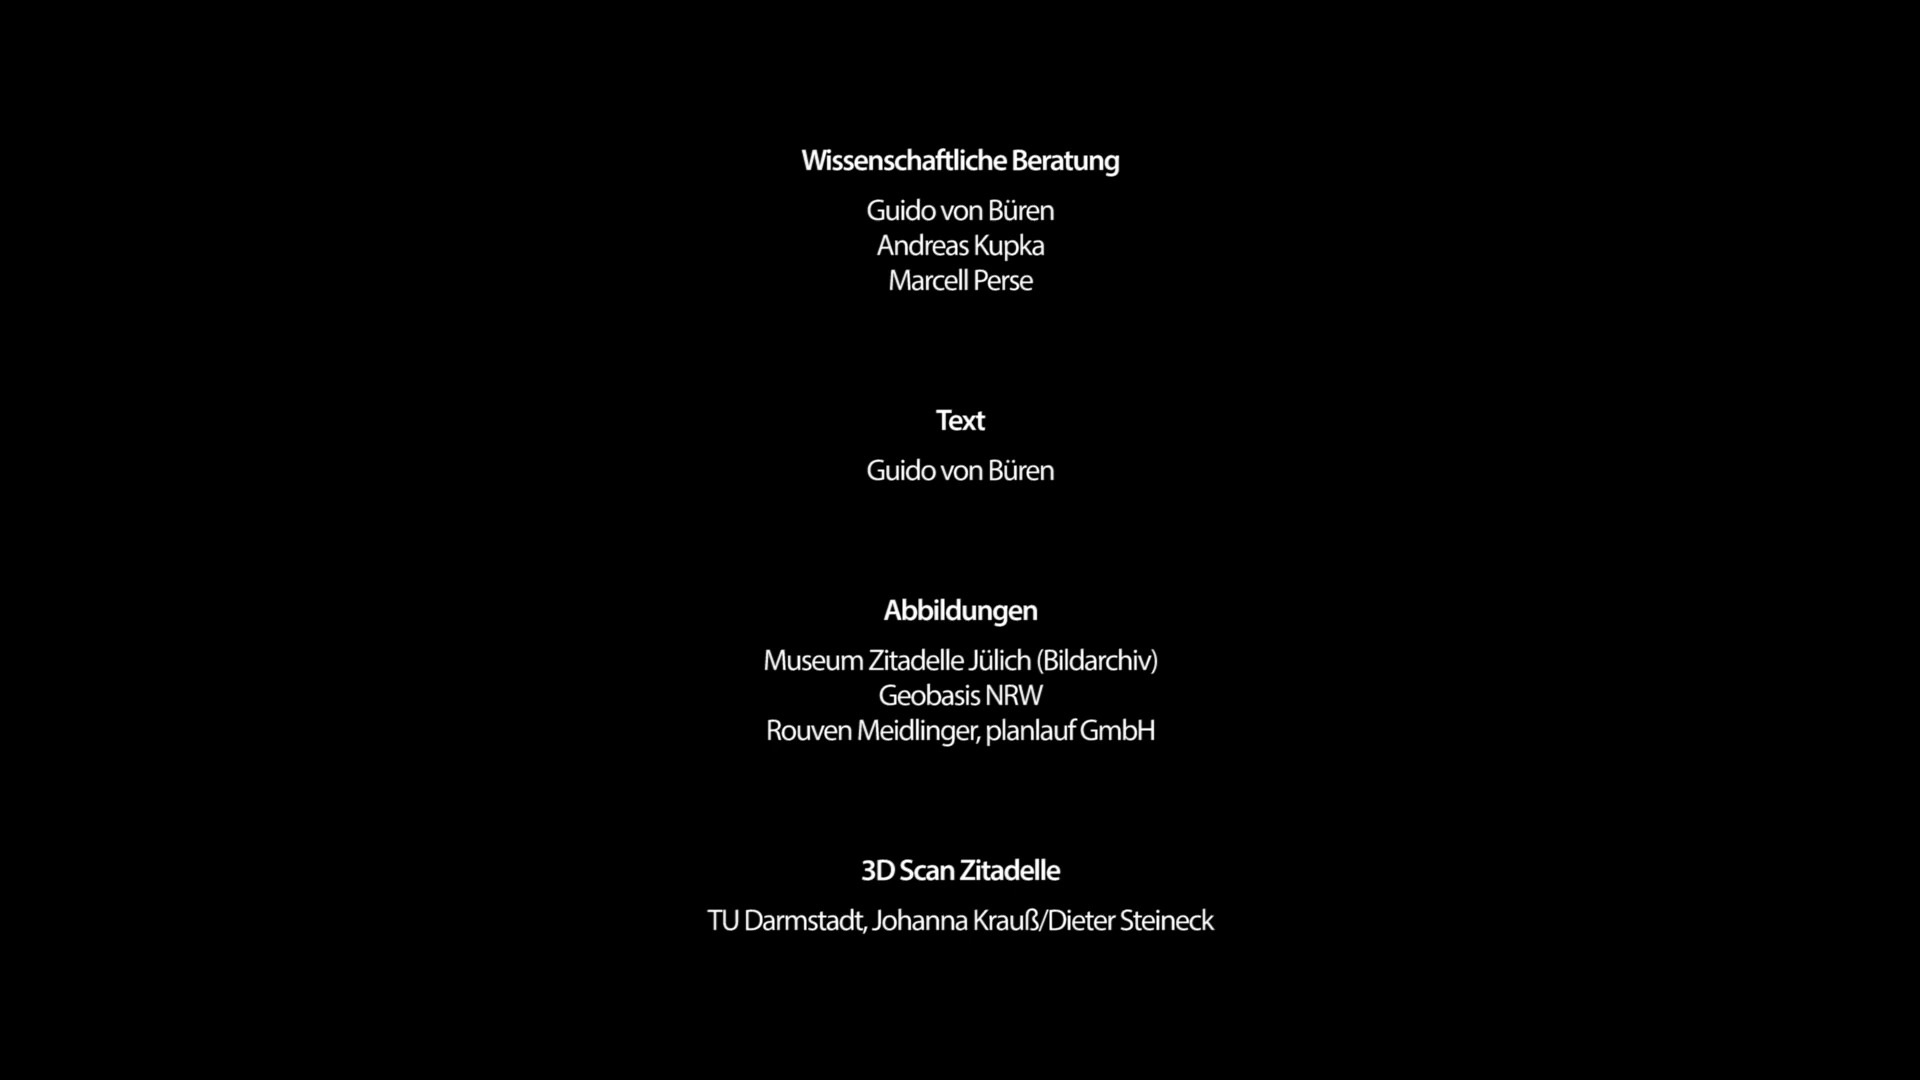 Wissenschaftliche Beratung
Guido von Büren
Andreas Kupka
Marcell Perse
Text
Guido von Büren
Abbildungen
Museum Zitadelle Jülich (Bildarchiv)
Geobasis NRW
Rouven Meidlinger, planlauf GmbH
3D Scan Zitadelle
TU Darmstadt, Johanna Krauß/Dieter Steineck